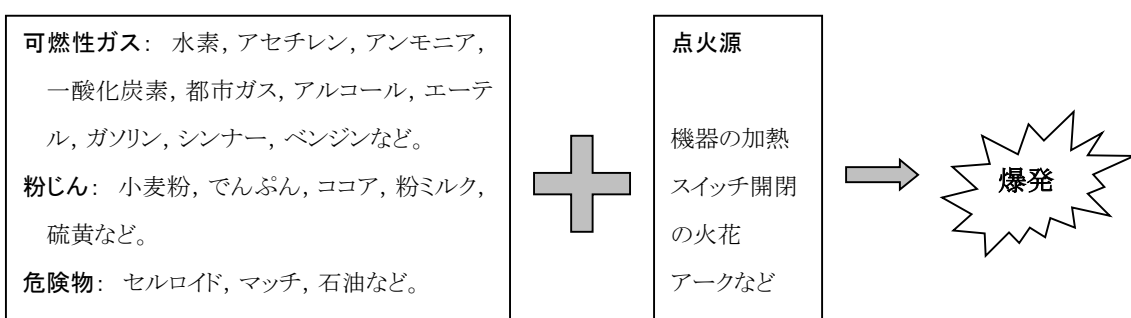 可燃性ガス： 水素, アセチレン, アンモニア,
一酸化炭素, 都市ガス, アルコール, エーテ
ル, ガソリン, シンナー, ベンジンなど。
粉じん： 小麦粉, でんぷん, ココア, 粉ミルク,
硫黄など。
危険物： セルロイド, マッチ, 石油など。
点火源
機器の加熱
スイッチ開閉
の火花
アークなど
爆発